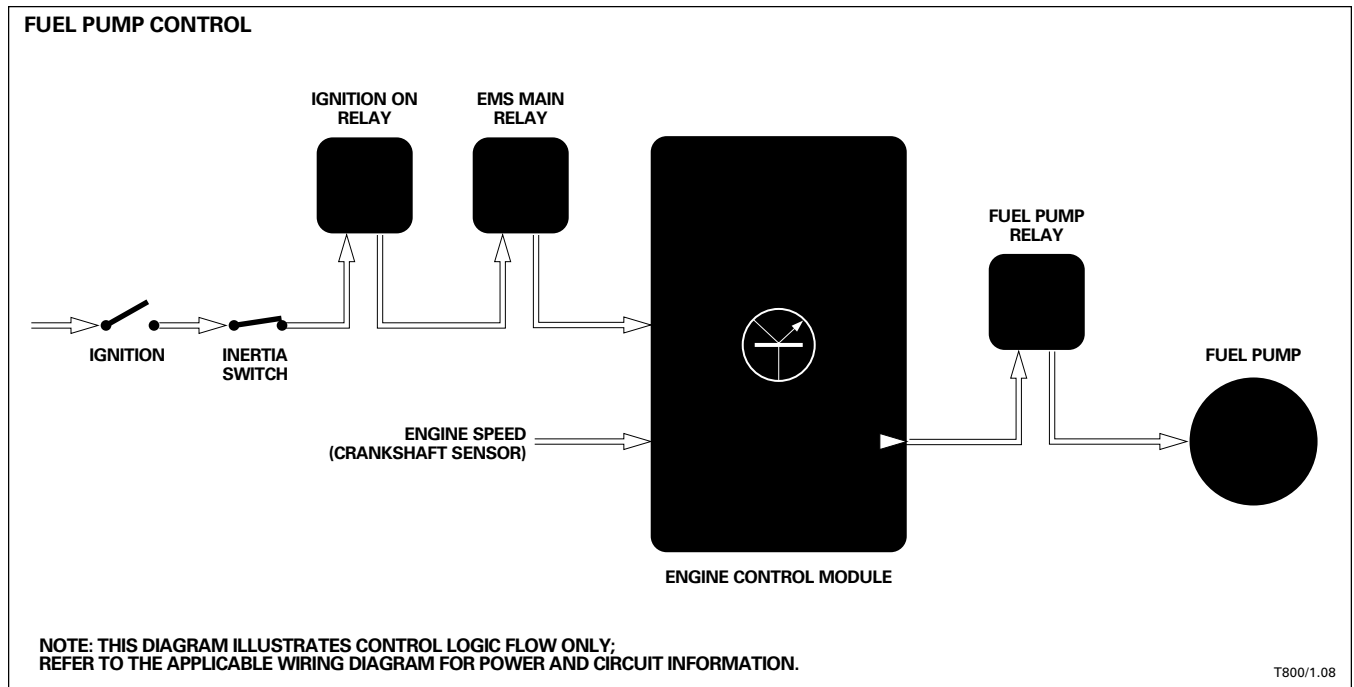 FUEL PUMP CONTROL
IGNITION ON
RELAY
EMS MAIN
RELAY
FUEL PUMP
RELAY
IGNITION
INERTIA
SWITCH
FUEL PUMP
ENGINE SPEED
(CRANKSHAFT SENSOR)
ENGINE CONTROL MODULE
NOTE: THIS DIAGRAM ILLUSTRATES CONTROL LOGIC FLOW ONLY;
REFER TO THE APPLICABLE WIRING DIAGRAM FOR POWER AND CIRCUIT INFORMATION.
T800/1.08